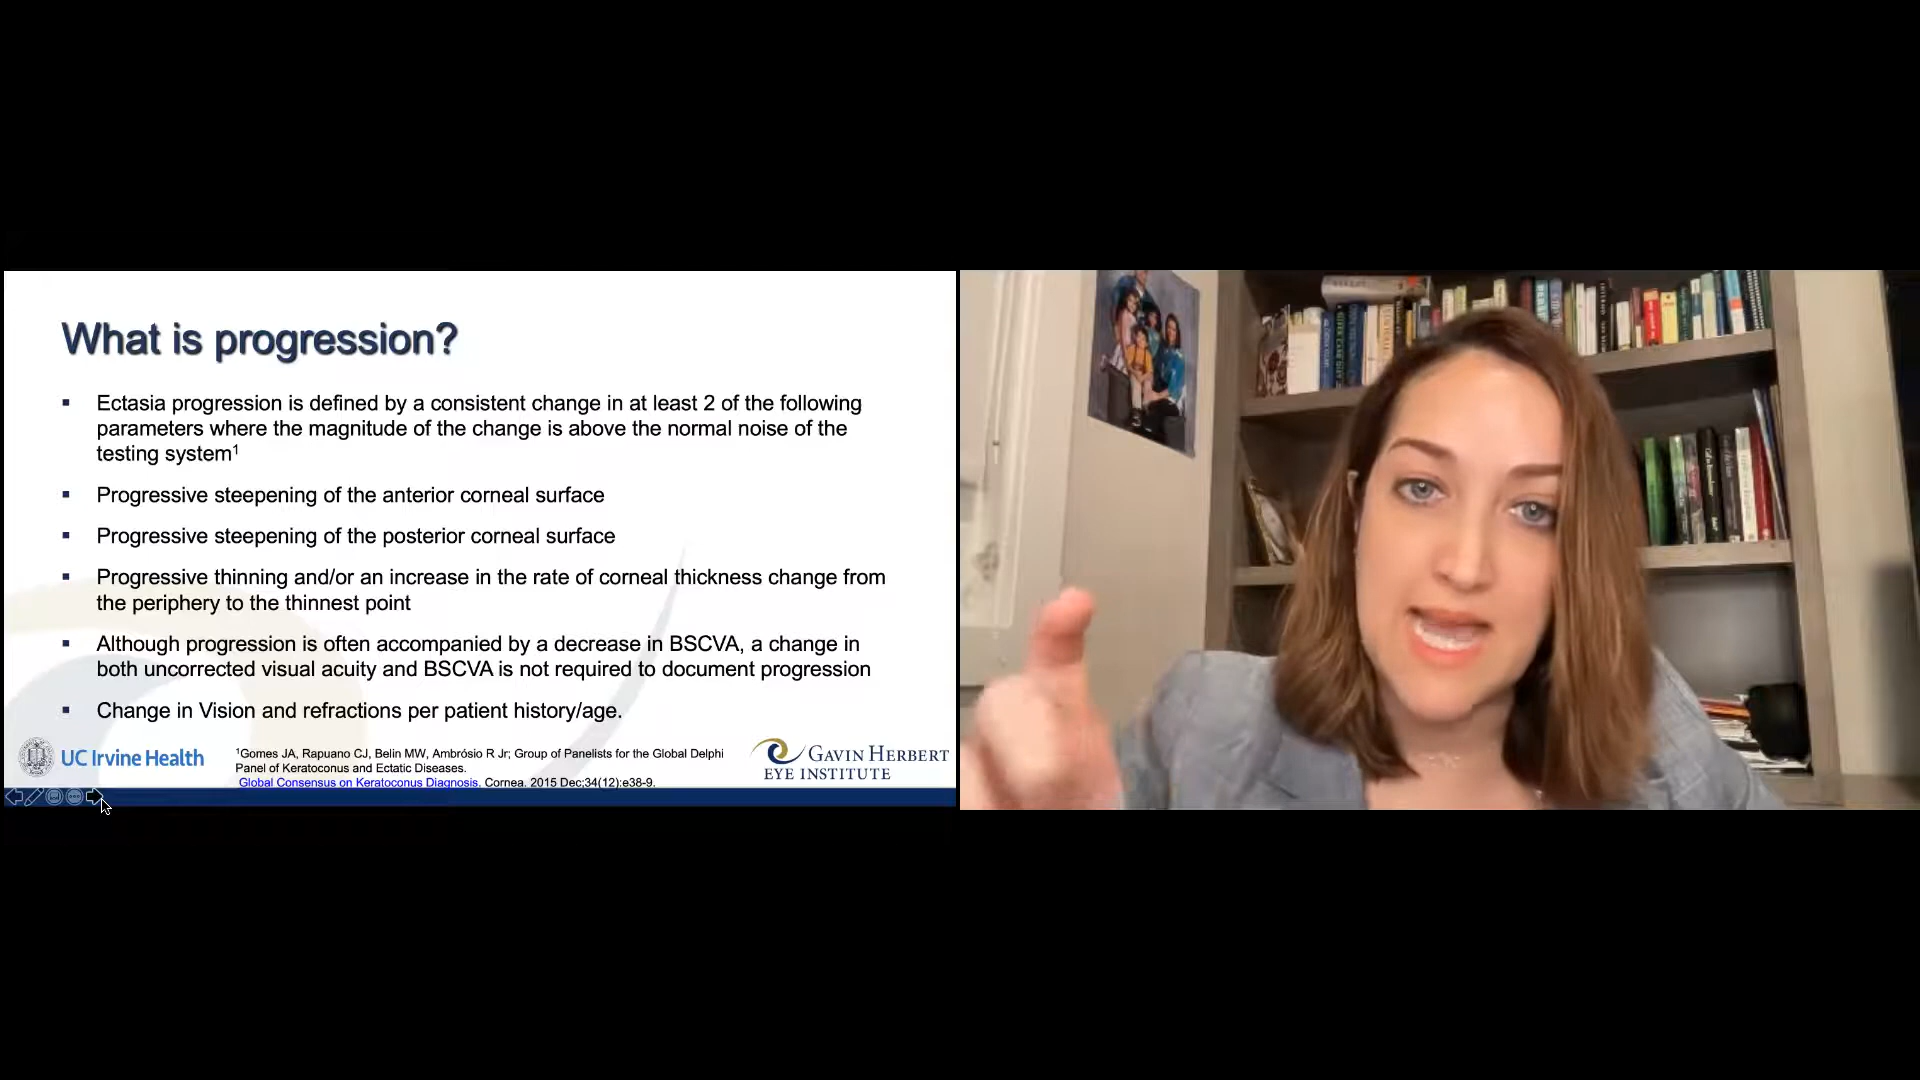 What is progression?
▪ Ectasia progression is defined by a consistent change in at least 2 of the following
parameters where the magnitude of the change is above the normal noise of the
testing system¹
▪ Progressive steepening of the anterior corneal surface
▪ Progressive steepening of the posterior corneal surface
▪ Progressive thinning and/or an increase in the rate of corneal thickness change from
the periphery to the thinnest point
▪ Although progression is often accompanied by a decrease in BSCVA, a change in
both uncorrected visual acuity and BSCVA is not required to document progression
▪ Change in Vision and refractions per patient history/age.
UC Irvine Health
¹Gomes JA, Rapuano CJ, Belin MW, Ambrósio R Jr; Group of Panelists for the Global Delphi
Panel of Keratoconus and Ectatic Diseases.
Global Consensus on Keratoconus Diagnosis. Cornea. 2015 Dec;34(12):e38-9.
GAVIN HERBERT
EYE INSTITUTE